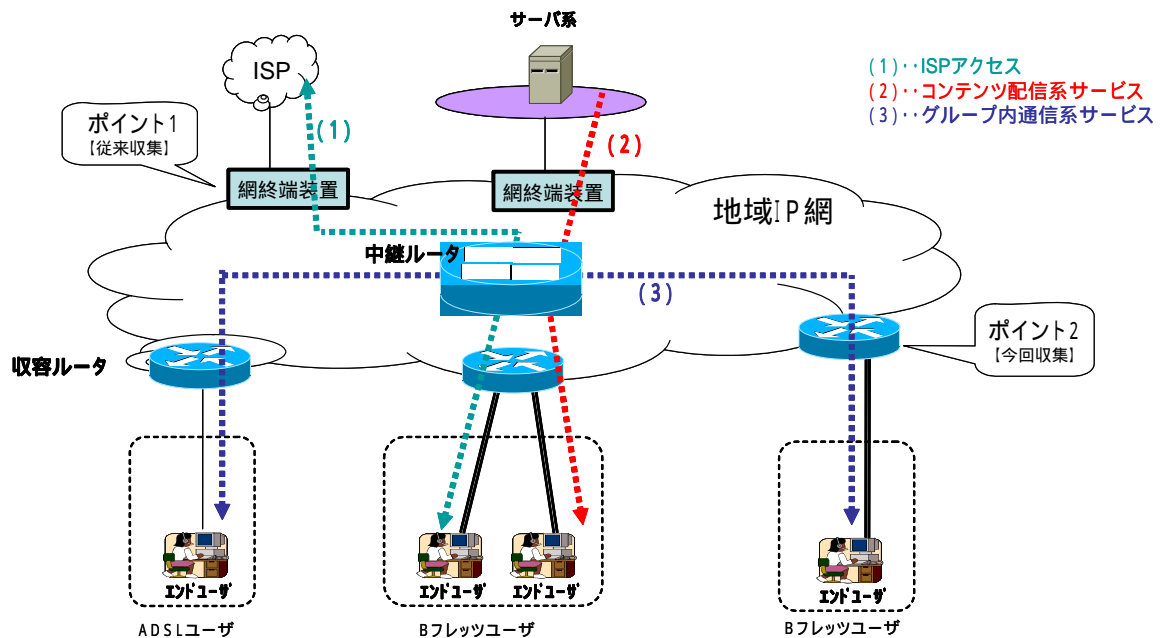 サーバ系
ISP
(1)‥ISPアクセス
(2)‥コンテンツ配信系サービス
(3)‥グループ内通信系サービス
ポイント1
【従来収集】
(1)
(2)
網終端装置
網終端装置
地域IP網
中継ルータ
(3)
ポイント2
【今回収集】
収容ルータ
エンドユーザ
エンドユーザ
エンドユーザ
エンドユーザ
ADSLユーザ
Bフレッツユーザ
Bフレッツユーザ